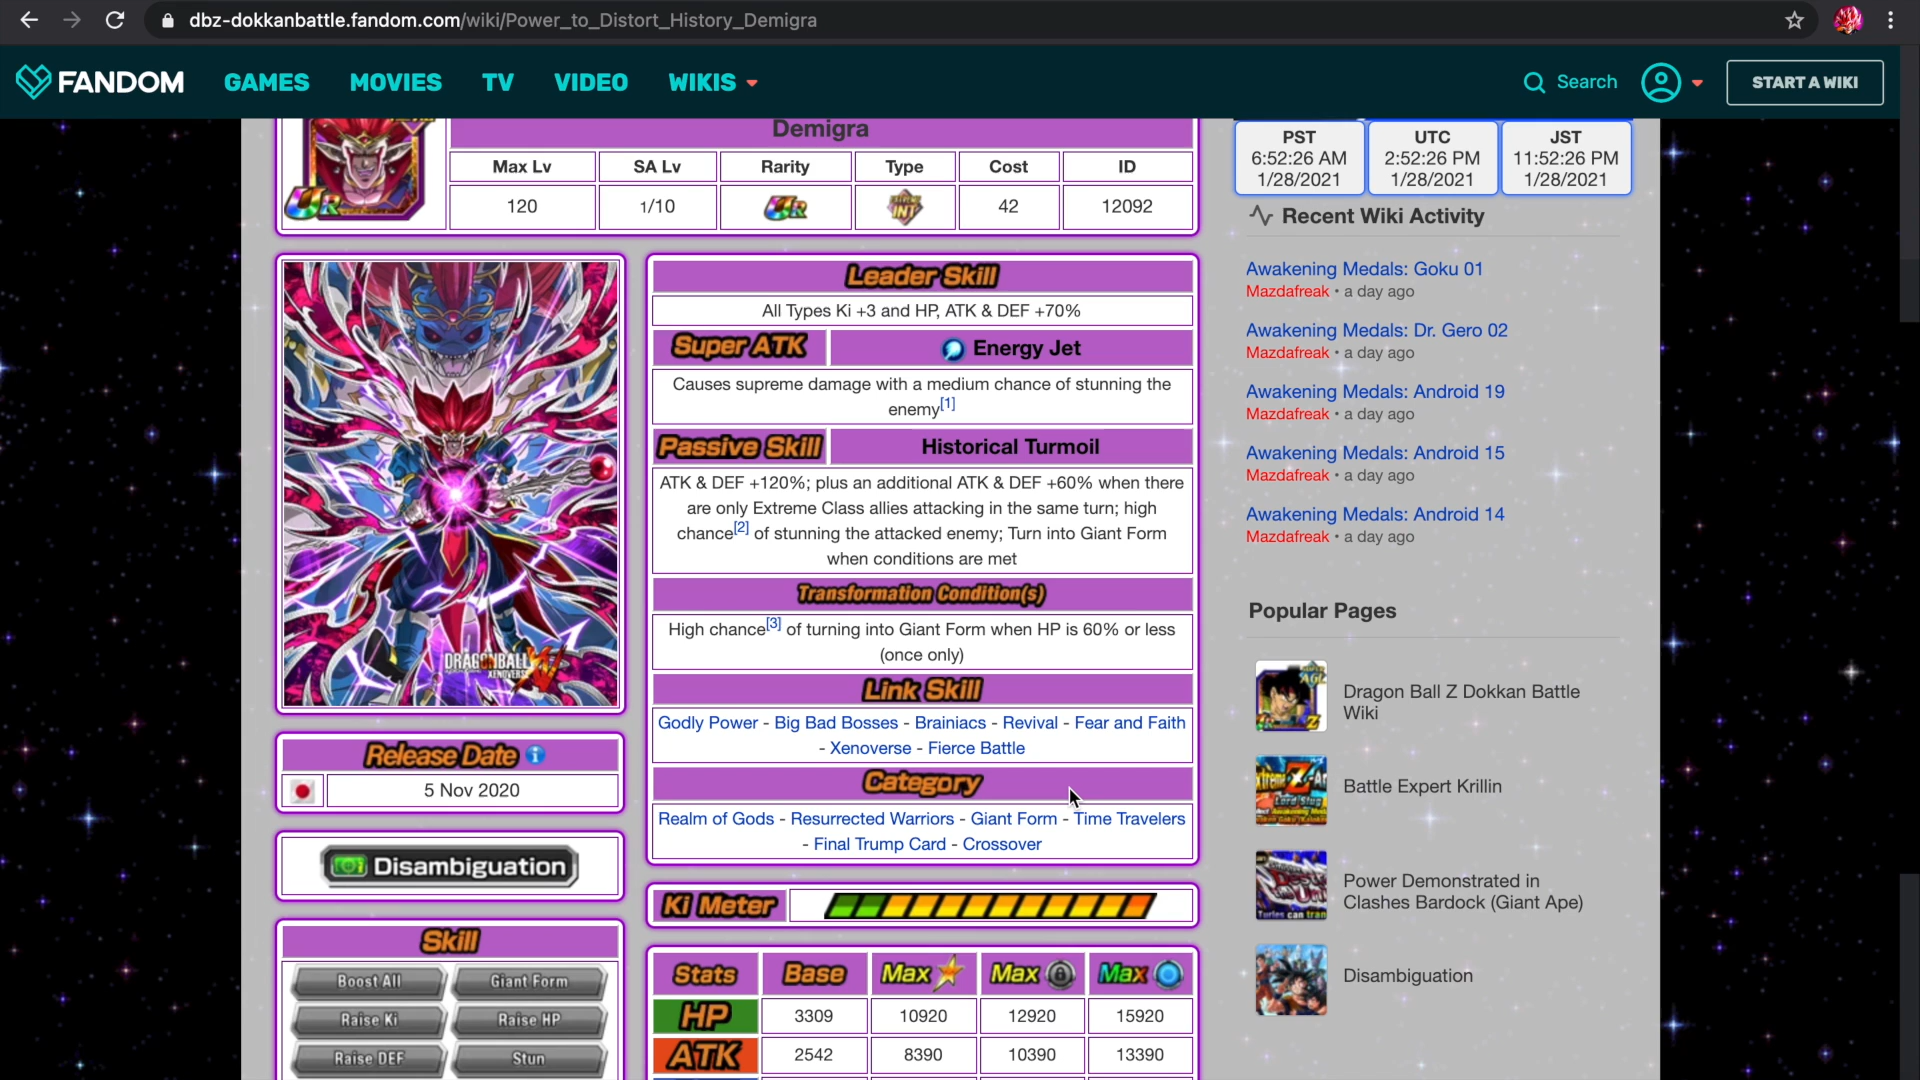 dbz-dokkanbattle.fandom.com/wiki/Power_to_Distort_History_Demigra
FANDOM GAMES MOVIES TV VIDEO WIKIS Search START A WIKI
Demigra
Max Lv SA Lv Rarity Type Cost ID
120 1/10 UR SUPER INT 42 12092
UR
Leader Skill
All Types Ki +3 and HP, ATK & DEF +70%
Super ATK Energy Jet
Causes supreme damage with a medium chance of stunning the
enemy[1]
Passive Skill Historical Turmoil
ATK & DEF +120%; plus an additional ATK & DEF +60% when there
are only Extreme Class allies attacking in the same turn; high
chance[2] of stunning the attacked enemy; Turn into Giant Form
when conditions are met
Transformation Condition(s)
High chance[3] of turning into Giant Form when HP is 60% or less
(once only)
Link Skill
Godly Power - Big Bad Bosses - Brainiacs - Revival - Fear and Faith
- Xenoverse - Fierce Battle
Category
Realm of Gods - Resurrected Warriors - Giant Form - Time Travelers
- Final Trump Card - Crossover
Ki Meter
Stats Base Max Max Max
HP 3309 10920 12920 15920
ATK 2542 8390 10390 13390
DRAGONBALL
XENOVERSE
Release Date
5 Nov 2020
Disambiguation
Skill
Boost All Giant Form
Raise Ki Raise HP
Raise DEF Stun
PST UTC JST
6:52:26 AM 2:52:26 PM 11:52:26 PM
1/28/2021 1/28/2021 1/28/2021
Recent Wiki Activity
Awakening Medals: Goku 01
Mazdafreak • a day ago
Awakening Medals: Dr. Gero 02
Mazdafreak • a day ago
Awakening Medals: Android 19
Mazdafreak • a day ago
Awakening Medals: Android 15
Mazdafreak • a day ago
Awakening Medals: Android 14
Mazdafreak • a day ago
Popular Pages
Dragon Ball Z Dokkan Battle
Wiki
Battle Expert Krillin
Power Demonstrated in
Clashes Bardock (Giant Ape)
Disambiguation